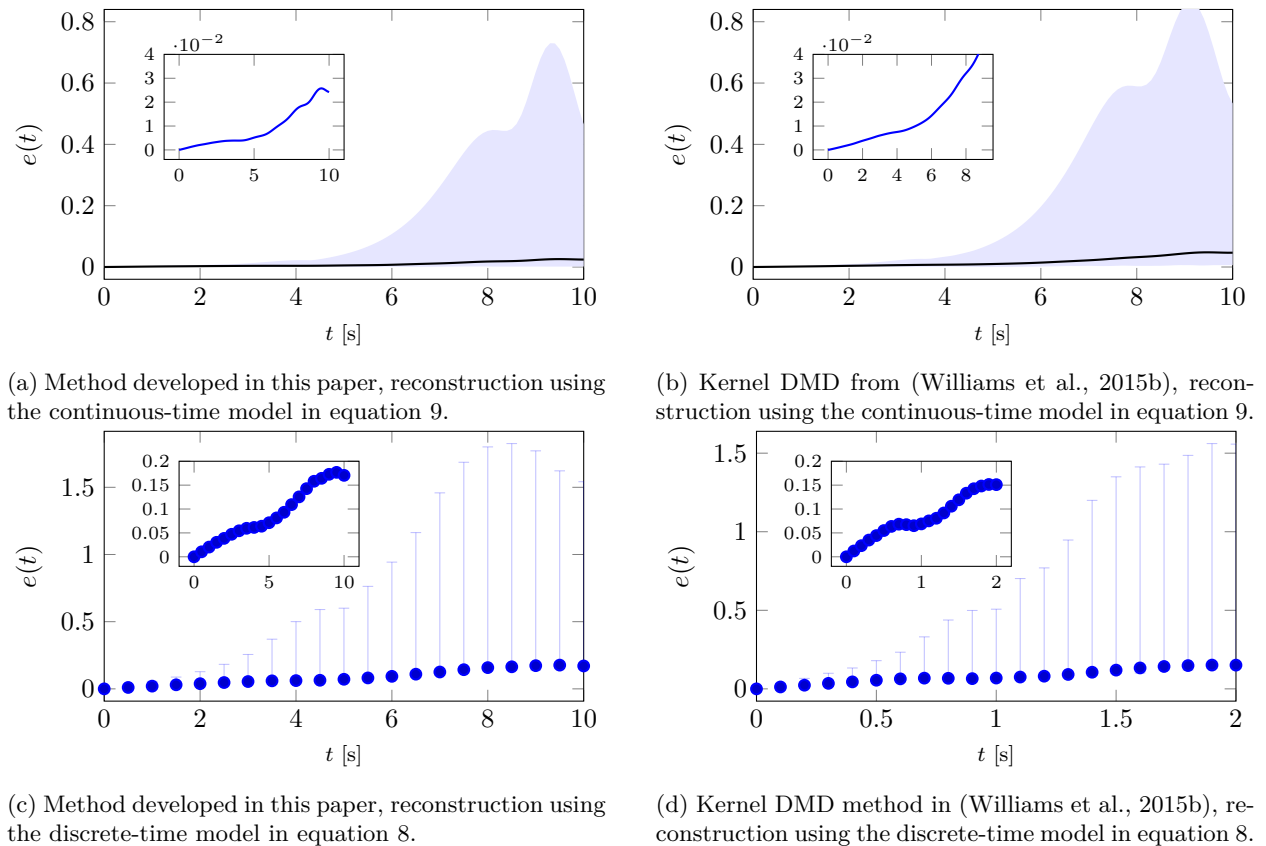 0.8
0.6
0.4
0.2
0
e(t)
0 2 4 6 8 10
t [s]
·10⁻²
4
3
2
1
0
0 5 10
(a) Method developed in this paper, reconstruction using
the continuous-time model in equation 9.
0.8
0.6
0.4
0.2
0
e(t)
0 2 4 6 8 10
t [s]
·10⁻²
4
3
2
1
0
0 2 4 6 8
(b) Kernel DMD from (Williams et al., 2015b), recon-
struction using the continuous-time model in equation 9.
1.5
1
0.5
0
e(t)
0 2 4 6 8 10
t [s]
0.2
0.15
0.1
0.05
0
0 5 10
(c) Method developed in this paper, reconstruction using
the discrete-time model in equation 8.
1.5
1
0.5
0
e(t)
0 0.5 1 1.5 2
t [s]
0.2
0.15
0.1
0.05
0
0 1 2
(d) Kernel DMD method in (Williams et al., 2015b), re-
construction using the discrete-time model in equation 8.